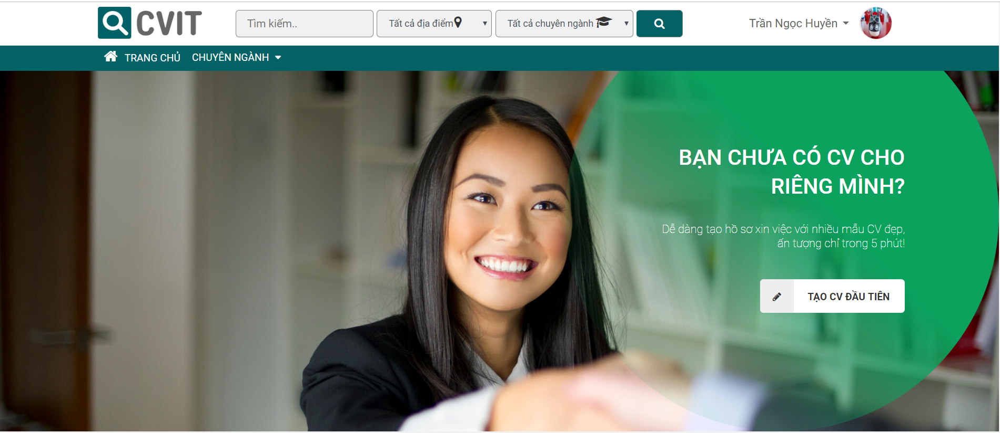 CVIT
Tìm kiếm..
Tất cả địa điểm
Tất cả chuyên ngành
Trần Ngọc Huyền
TRANG CHỦ
CHUYÊN NGÀNH
BẠN CHƯA CÓ CV CHO
RIÊNG MÌNH?
Dễ dàng tạo hồ sơ xin việc với nhiều mẫu CV đẹp,
ấn tượng chỉ trong 5 phút!
TẠO CV ĐẦU TIÊN